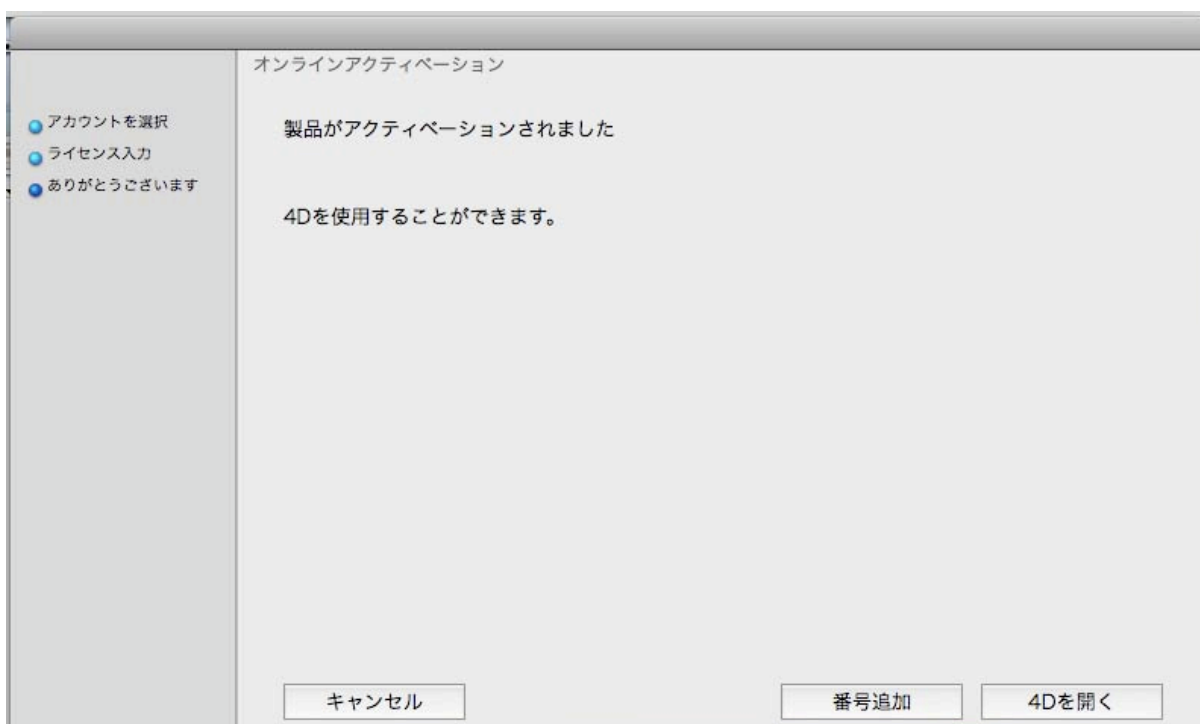 オンラインアクティベーション
アカウントを選択
ライセンス入力
ありがとうございます
製品がアクティベーションされました
4Dを使用することができます。
キャンセル
番号追加
4Dを開く